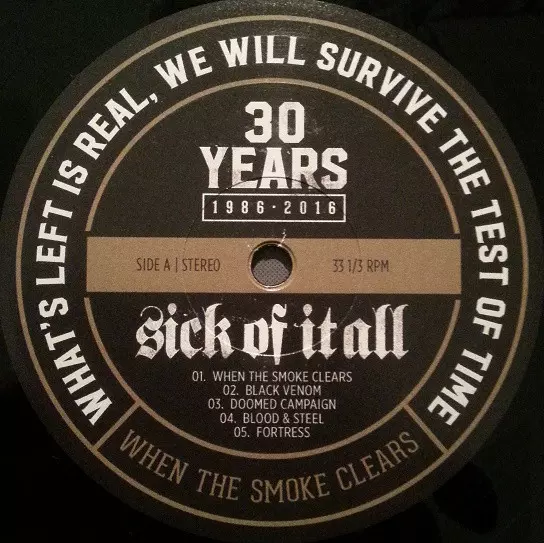 WHAT'S LEFT IS REAL, WE WILL SURVIVE THE TEST OF TIME
30
YEARS
1986 · 2016
SIDE A | STEREO
33 1/3 RPM
sick of it all
01. WHEN THE SMOKE CLEARS
02. BLACK VENOM
03. DOOMED CAMPAIGN
04. BLOOD & STEEL
05. FORTRESS
WHEN THE SMOKE CLEARS